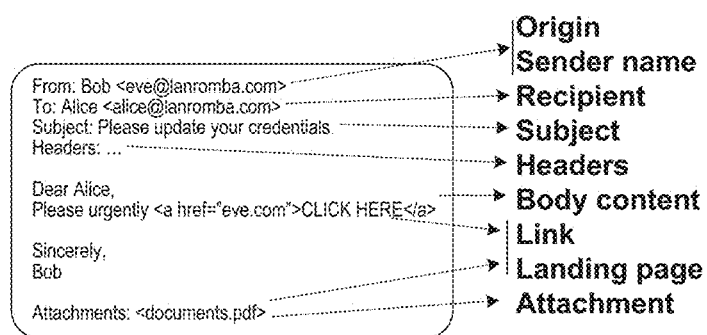 Origin
Sender name
From: Bob <eve@lanromba.com>
To: Alice <alice@lanromba.com>
Recipient
Subject: Please update your credentials
Subject
Headers: ...
Headers
Dear Alice,
Body content
Please urgently <a href="eve.com">CLICK HERE</a>
Link
Sincerely,
Bob
Landing page
Attachments: <documents.pdf>
Attachment